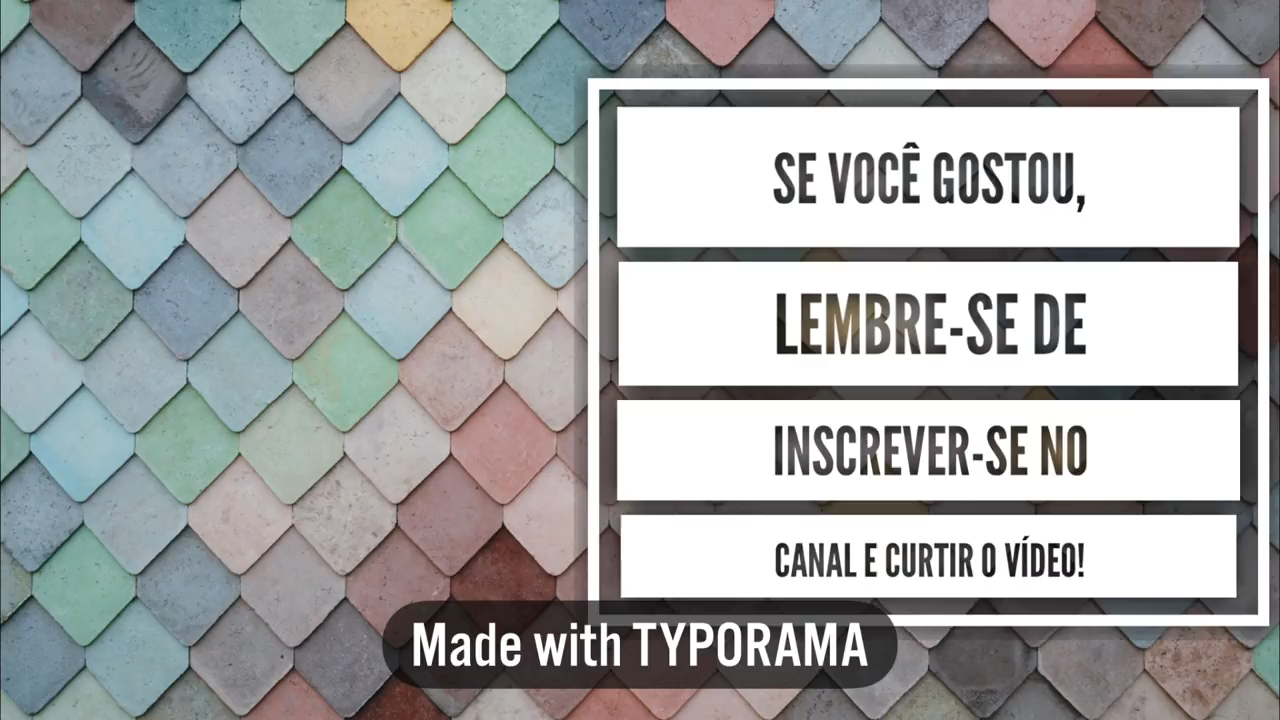 SE VOCÊ GOSTOU,
LEMBRE-SE DE
INSCREVER-SE NO
CANAL E CURTIR O VÍDEO!
Made with TYPORAMA